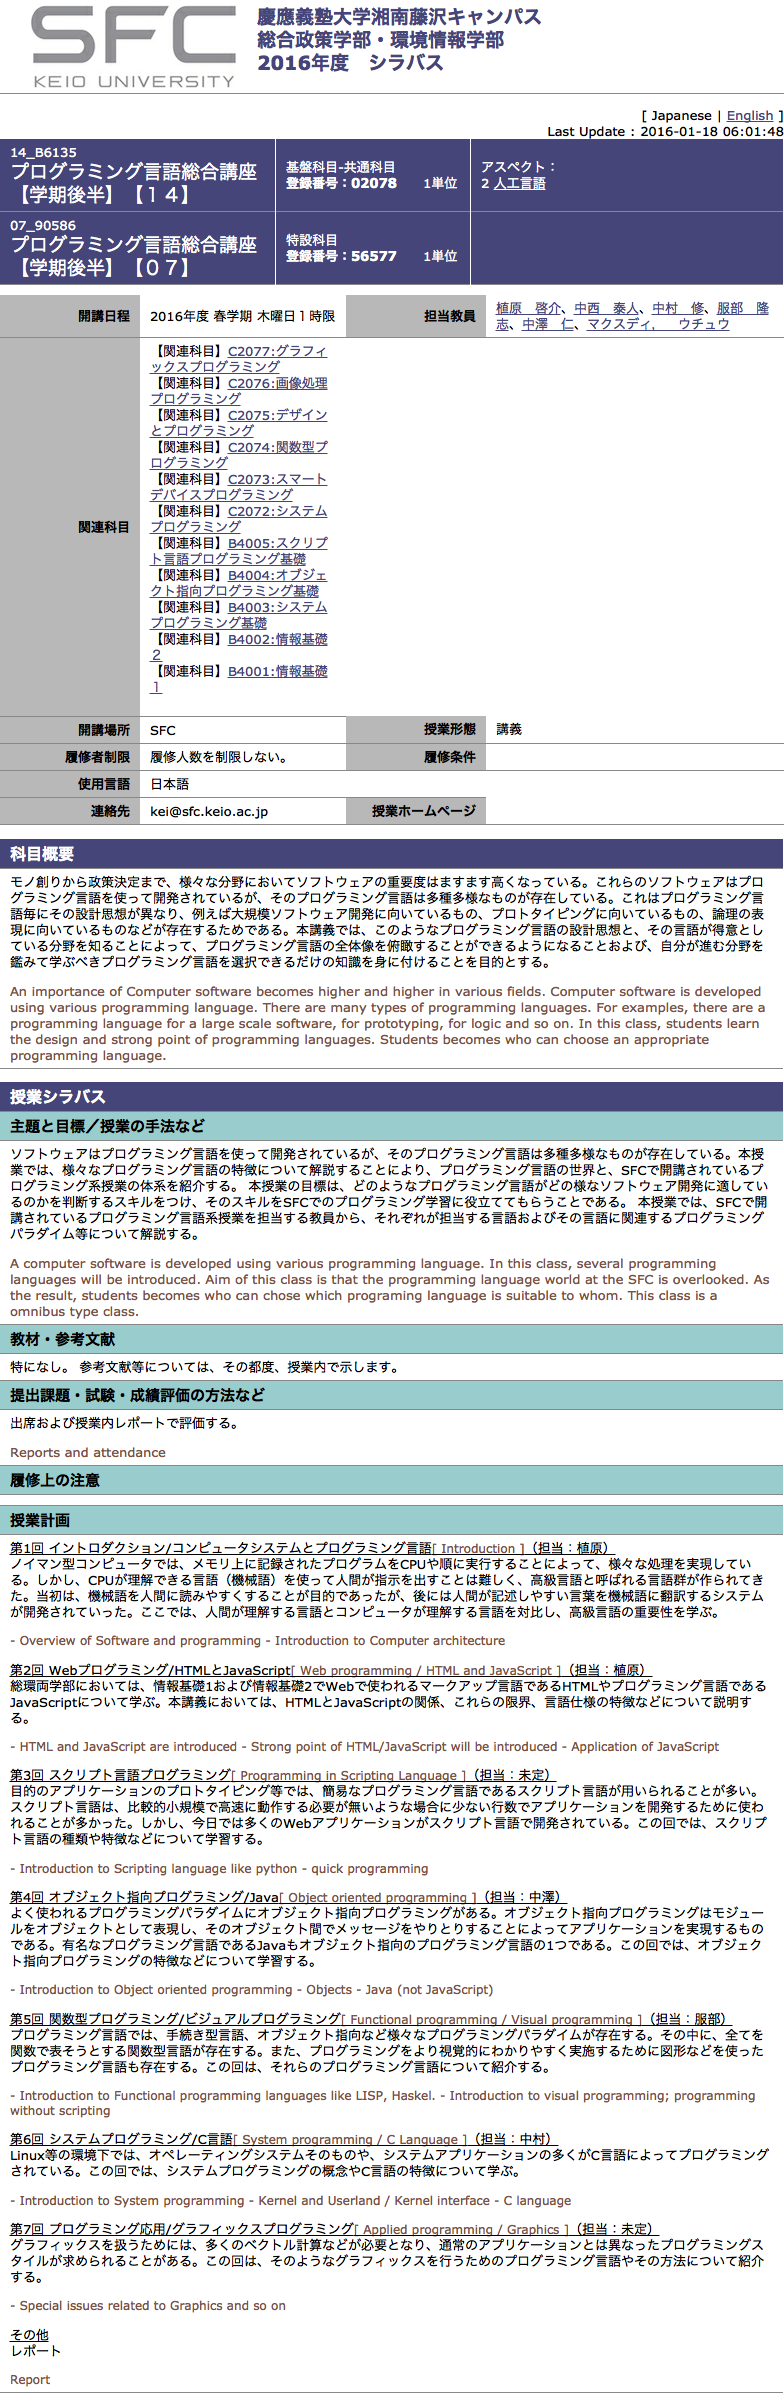 SFC
KEIO UNIVERSITY
慶應義塾大学湘南藤沢キャンパス
総合政策学部・環境情報学部
2016年度　シラバス
[ Japanese | English ]
Last Update : 2016-01-18 06:01:48
14_B6135
プログラミング言語総合講座
【学期後半】【１４】
基盤科目-共通科目
登録番号：02078　　1単位
アスペクト：
2 人工言語
07_90586
プログラミング言語総合講座
【学期後半】【０７】
特設科目
登録番号：56577　　1単位
開講日程
2016年度 春学期 木曜日１時限
担当教員
植原　啓介、中西　泰人、中村　修、服部　隆
志、中澤　仁、マクスディ,　　ウチュウ
関連科目
【関連科目】C2077:グラフィ
ックスプログラミング
【関連科目】C2076:画像処理
プログラミング
【関連科目】C2075:デザイン
とプログラミング
【関連科目】C2074:関数型プ
ログラミング
【関連科目】C2073:スマート
デバイスプログラミング
【関連科目】C2072:システム
プログラミング
【関連科目】B4005:スクリプ
ト言語プログラミング基礎
【関連科目】B4004:オブジェ
クト指向プログラミング基礎
【関連科目】B4003:システム
プログラミング基礎
【関連科目】B4002:情報基礎
２
【関連科目】B4001:情報基礎
１
開講場所
SFC
授業形態
講義
履修者制限
履修人数を制限しない。
履修条件
使用言語
日本語
連絡先
kei@sfc.keio.ac.jp
授業ホームページ
科目概要
モノ創りから政策決定まで、様々な分野においてソフトウェアの重要度はますます高くなっている。これらのソフトウェアはプロ
グラミング言語を使って開発されているが、そのプログラミング言語は多種多様なものが存在している。これはプログラミング言
語毎にその設計思想が異なり、例えば大規模ソフトウェア開発に向いているもの、プロトタイピングに向いているもの、論理の表
現に向いているものなどが存在するためである。本講義では、このようなプログラミング言語の設計思想と、その言語が得意とし
ている分野を知ることによって、プログラミング言語の全体像を俯瞰することができるようになることおよび、自分が進む分野を
鑑みて学ぶべきプログラミング言語を選択できるだけの知識を身に付けることを目的とする。
An importance of Computer software becomes higher and higher in various fields. Computer software is developed
using various programming language. There are many types of programming languages. For examples, there are a
programming language for a large scale software, for prototyping, for logic and so on. In this class, students learn
the design and strong point of programming languages. Students becomes who can choose an appropriate
programming language.
授業シラバス
主題と目標／授業の手法など
ソフトウェアはプログラミング言語を使って開発されているが、そのプログラミング言語は多種多様なものが存在している。本授
業では、様々なプログラミング言語の特徴について解説することにより、プログラミング言語の世界と、SFCで開講されているプ
ログラミング系授業の体系を紹介する。 本授業の目標は、どのようなプログラミング言語がどの様なソフトウェア開発に適してい
るのかを判断するスキルをつけ、そのスキルをSFCでのプログラミング学習に役立ててもらうことである。 本授業では、SFCで開
講されているプログラミング言語系授業を担当する教員から、それぞれが担当する言語およびその言語に関連するプログラミング
パラダイム等について解説する。
A computer software is developed using various programming language. In this class, several programming
languages will be introduced. Aim of this class is that the programming language world at the SFC is overlooked. As
the result, students becomes who can chose which programing language is suitable to whom. This class is a
omnibus type class.
教材・参考文献
特になし。 参考文献等については、その都度、授業内で示します。
提出課題・試験・成績評価の方法など
出席および授業内レポートで評価する。
Reports and attendance
履修上の注意
授業計画
第1回 イントロダクション/コンピュータシステムとプログラミング言語[ Introduction ]（担当：植原）
ノイマン型コンピュータでは、メモリ上に記録されたプログラムをCPUや順に実行することによって、様々な処理を実現してい
る。しかし、CPUが理解できる言語（機械語）を使って人間が指示を出すことは難しく、高級言語と呼ばれる言語群が作られてき
た。当初は、機械語を人間に読みやすくすることが目的であったが、後には人間が記述しやすい言葉を機械語に翻訳するシステム
が開発されていった。ここでは、人間が理解する言語とコンピュータが理解する言語を対比し、高級言語の重要性を学ぶ。
- Overview of Software and programming - Introduction to Computer architecture
第2回 Webプログラミング/HTMLとJavaScript[ Web programming / HTML and JavaScript ]（担当：植原）
総環両学部においては、情報基礎1および情報基礎2でWebで使われるマークアップ言語であるHTMLやプログラミング言語である
JavaScriptについて学ぶ。本講義においては、HTMLとJavaScriptの関係、これらの限界、言語仕様の特徴などについて説明す
る。
- HTML and JavaScript are introduced - Strong point of HTML/JavaScript will be introduced - Application of JavaScript
第3回 スクリプト言語プログラミング[ Programming in Scripting Language ]（担当：未定）
目的のアプリケーションのプロトタイピング等では、簡易なプログラミング言語であるスクリプト言語が用いられることが多い。
スクリプト言語は、比較的小規模で高速に動作する必要が無いような場合に少ない行数でアプリケーションを開発するために使わ
れることが多かった。しかし、今日では多くのWebアプリケーションがスクリプト言語で開発されている。この回では、スクリプ
ト言語の種類や特徴などについて学習する。
- Introduction to Scripting language like python - quick programming
第4回 オブジェクト指向プログラミング/Java[ Object oriented programming ]（担当：中澤）
よく使われるプログラミングパラダイムにオブジェクト指向プログラミングがある。オブジェクト指向プログラミングはモジュー
ルをオブジェクトとして表現し、そのオブジェクト間でメッセージをやりとりすることによってアプリケーションを実現するもの
である。有名なプログラミング言語であるJavaもオブジェクト指向のプログラミング言語の1つである。この回では、オブジェク
ト指向プログラミングの特徴などについて学習する。
- Introduction to Object oriented programming - Objects - Java (not JavaScript)
第5回 関数型プログラミング/ビジュアルプログラミング[ Functional programming / Visual programming ]（担当：服部）
プログラミング言語では、手続き型言語、オブジェクト指向など様々なプログラミングパラダイムが存在する。その中に、全てを
関数で表そうとする関数型言語が存在する。また、プログラミングをより視覚的にわかりやすく実施するために図形などを使った
プログラミング言語も存在する。この回は、それらのプログラミング言語について紹介する。
- Introduction to Functional programming languages like LISP, Haskel. - Introduction to visual programming; programming
without scripting
第6回 システムプログラミング/C言語[ System programming / C Language ]（担当：中村）
Linux等の環境下では、オペレーティングシステムそのものや、システムアプリケーションの多くがC言語によってプログラミング
されている。この回では、システムプログラミングの概念やC言語の特徴について学ぶ。
- Introduction to System programming - Kernel and Userland / Kernel interface - C language
第7回 プログラミング応用/グラフィックスプログラミング[ Applied programming / Graphics ]（担当：未定）
グラフィックスを扱うためには、多くのベクトル計算などが必要となり、通常のアプリケーションとは異なったプログラミングス
タイルが求められることがある。この回は、そのようなグラフィックスを行うためのプログラミング言語やその方法について紹介
する。
- Special issues related to Graphics and so on
その他
レポート
Report